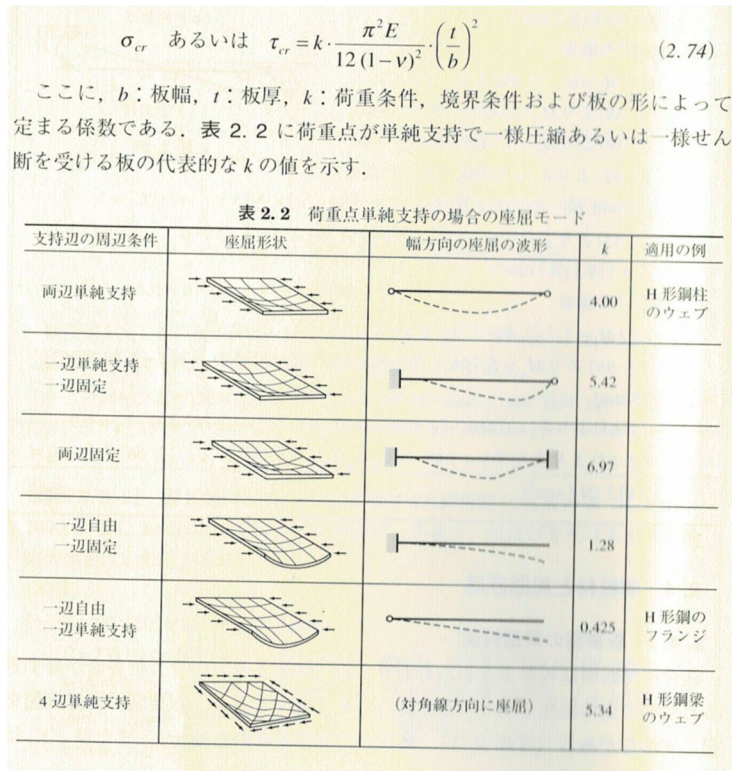 σcr あるいは τcr = k · π²E / 12 (1 − ν)² · (t / b)² (2.74)
ここに,b:板幅,t:板厚,k:荷重条件,境界条件および板の形によって
定まる係数である.表 2.2 に荷重点が単純支持で一様圧縮あるいは一様せん
断を受ける板の代表的な k の値を示す.
表 2.2 荷重点単純支持の場合の座屈モード
支持辺の周辺条件 座屈形状 幅方向の座屈の波形 k 適用の例
両辺単純支持 4.00 H 形鋼柱
のウェブ
一辺単純支持
一辺固定 5.42
両辺固定 6.97
一辺自由
一辺固定 1.28
一辺自由
一辺単純支持 0.425 H 形鋼の
フランジ
4 辺単純支持 (対角線方向に座屈) 5.34 H 形鋼梁
のウェブ